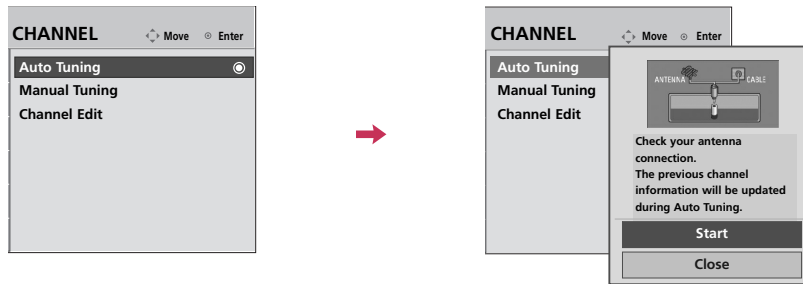 CHANNEL Move Enter
Auto Tuning
Manual Tuning
Channel Edit
CHANNEL Move Enter
Auto Tuning
Manual Tuning
Channel Edit
ANTENNA CABLE
Check your antenna
connection.
The previous channel
information will be updated
during Auto Tuning.
Start
Close